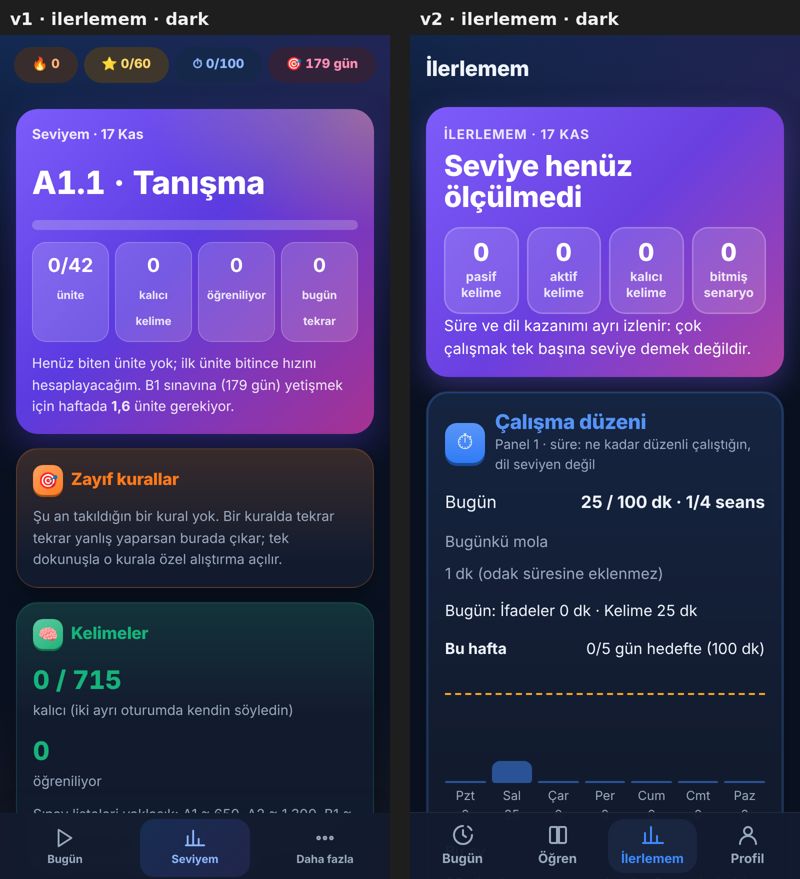 v1 · ilerlemem · dark
🔥 0
⭐ 0/60
⏱ 0/100
🎯 179 gün
Seviyem · 17 Kas
A1.1 · Tanışma
0/42
ünite
0
kalıcı
kelime
0
öğreniliyor
0
bugün
tekrar
Henüz biten ünite yok; ilk ünite bitince hızını
hesaplayacağım. B1 sınavına (179 gün) yetişmek
için haftada 1,6 ünite gerekiyor.
Zayıf kurallar
Şu an takıldığın bir kural yok. Bir kuralda tekrar
tekrar yanlış yaparsan burada çıkar; tek
dokunuşla o kurala özel alıştırma açılır.
Kelimeler
0 / 715
kalıcı (iki ayrı oturumda kendin söyledin)
0
öğreniliyor
Bugün
Seviyem
Daha fazla
v2 · ilerlemem · dark
İlerlemem
İLERLEMEM · 17 KAS
Seviye henüz
ölçülmedi
0
pasif
kelime
0
aktif
kelime
0
kalıcı
kelime
0
bitmiş
senaryo
Süre ve dil kazanımı ayrı izlenir: çok
çalışmak tek başına seviye demek değildir.
Çalışma düzeni
Panel 1 · süre: ne kadar düzenli çalıştığın,
dil seviyen değil
Bugün 25 / 100 dk · 1/4 seans
Bugünkü mola
1 dk (odak süresine eklenmez)
Bugün: İfadeler 0 dk · Kelime 25 dk
Bu hafta 0/5 gün hedefte (100 dk)
Pzt Sal Çar Per Cum Cmt Paz
Bugün
Öğren
İlerlemem
Profil